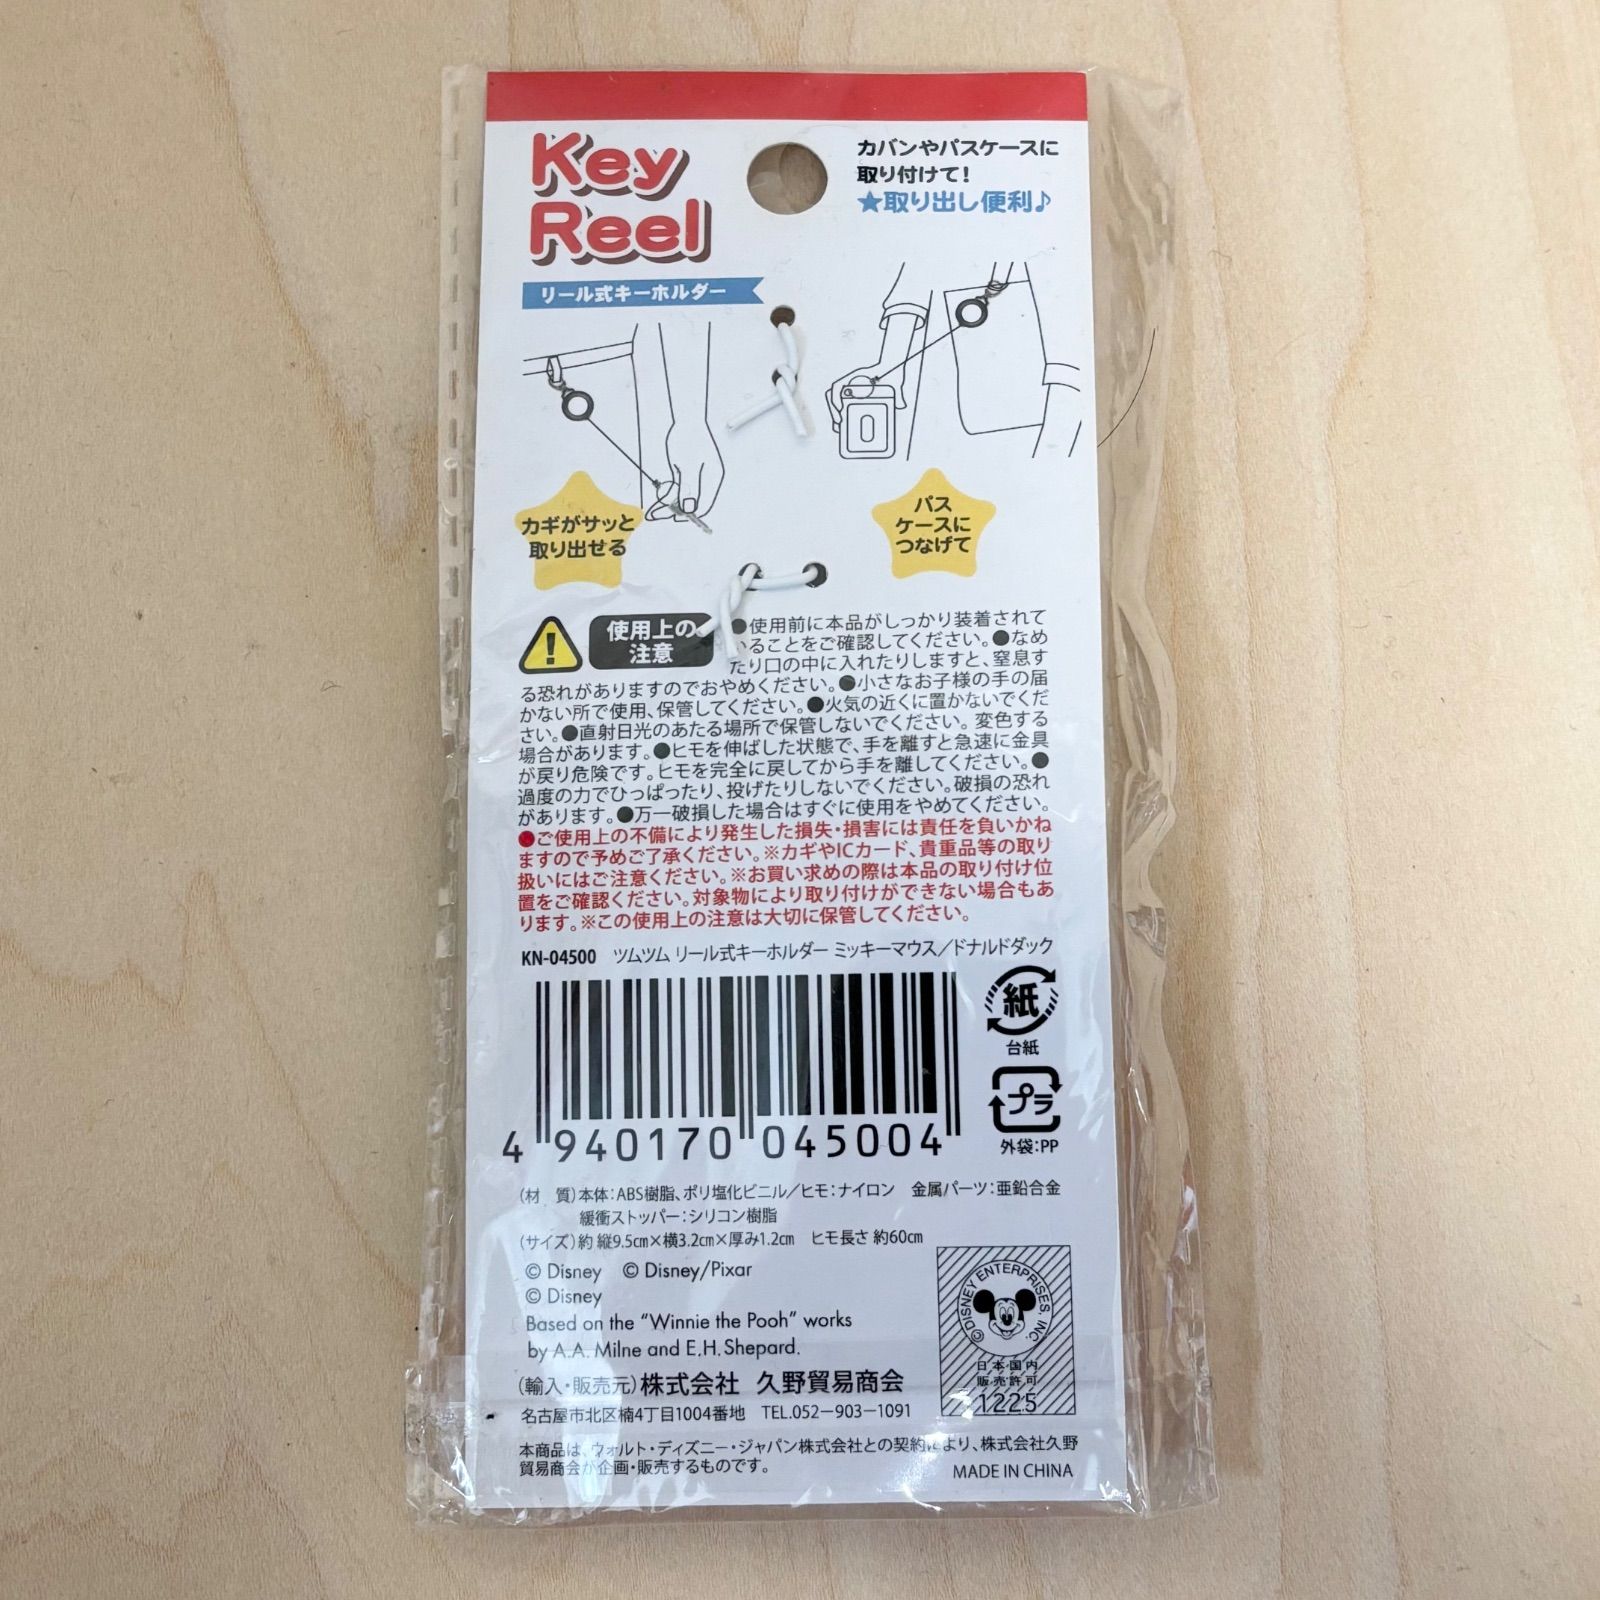 Key
Reel
リール式キーホルダー
カバンやパスケースに
取り付けて!
★取り出し便利♪
カギがサッと
取り出せる
パス
ケースに
つなげて
使用上の
注意
●使用前に本品がしっかり装着されて
いることをご確認してください。●なめ
たり口の中に入れたりしますと、窒息す
る恐れがありますのでおやめください。●小さなお子様の手の届
かない所で使用、保管してください。●火気の近くに置かないでくだ
さい。●直射日光のあたる場所で保管しないでください。変色する
場合があります。●ヒモを伸ばした状態で、手を離すと急速に金具
が戻り危険です。ヒモを完全に戻してから手を離してください。●
過度の力でひっぱったり、投げたりしないでください。破損の恐れ
があります。●万一破損した場合はすぐに使用をやめてください。
●ご使用上の不備により発生した損失・損害には責任を負いかね
ますので予めご了承ください。※カギやICカード、貴重品等の取り
扱いにはご注意ください。※お買い求めの際は本品の取り付け位
置をご確認ください。対象物により取り付けができない場合もあ
ります。※この使用上の注意は大切に保管してください。
KN-04500 ツムツム リール式キーホルダー ミッキーマウス/ドナルドダック
紙
台紙
プラ
外袋:PP
4 940170 045004
(材 質)本体:ABS樹脂、ポリ塩化ビニル/ヒモ:ナイロン 金属パーツ:亜鉛合金
緩衝ストッパー:シリコン樹脂
(サイズ)約 縦9.5cm×横3.2cm×厚み1.2cm ヒモ長さ 約60cm
© Disney © Disney/Pixar
© Disney
Based on the "Winnie the Pooh" works
by A.A. Milne and E.H. Shepard.
©DISNEY ENTERPRISES, INC.
日本国内
販売許可
1225
(輸入・販売元)株式会社 久野貿易商会
名古屋市北区楠4丁目1004番地 TEL.052-903-1091
本商品は、ウォルト・ディズニー・ジャパン株式会社との契約により、株式会社久野
貿易商会が企画・販売するものです。
MADE IN CHINA